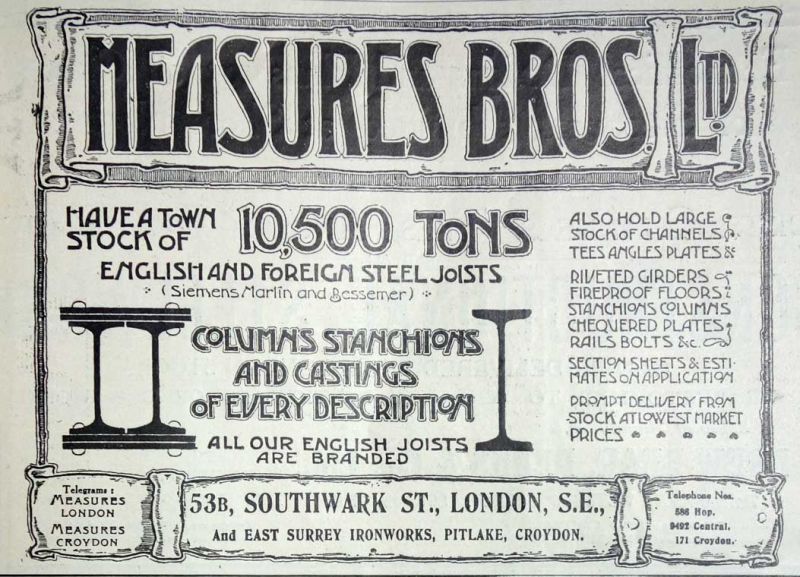 MEASURES BROS. LTD
HAVE A TOWN
STOCK OF
10,500 TONS
ENGLISH AND FOREIGN STEEL JOISTS
(Siemens Martin and Bessemer)
COLUMNS STANCHIONS
AND CASTINGS
OF EVERY DESCRIPTION
ALL OUR ENGLISH JOISTS
ARE BRANDED
ALSO HOLD LARGE
STOCK OF CHANNELS
TEES ANGLES PLATES &c
RIVETED GIRDERS
FIREPROOF FLOORS
STANCHIONS COLUMNS
CHEQUERED PLATES
RAILS BOLTS &c.
SECTION SHEETS & ESTI-
MATES ON APPLICATION
PROMPT DELIVERY FROM
STOCK AT LOWEST MARKET
PRICES
Telegrams:
MEASURES
LONDON
MEASURES
CROYDON
53B, SOUTHWARK ST., LONDON, S.E.,
And EAST SURREY IRONWORKS, PITLAKE, CROYDON.
Telephone Nos.
586 Hop.
9492 Central.
171 Croydon.